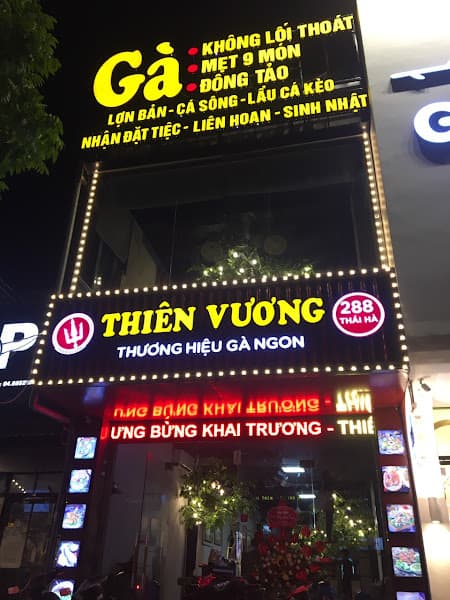 Gà: KHÔNG LỐI THOÁT
MẸT 9 MÓN
ĐÔNG TẢO
LỢN BẢN - CÁ SÔNG - LẨU CÁ KÈO
NHẬN ĐẶT TIỆC - LIÊN HOAN - SINH NHẬT
THIÊN VƯƠNG
288
THÁI HÀ
THƯƠNG HIỆU GÀ NGON
P
ƯNG BỪNG KHAI TRƯƠNG - THIÊ